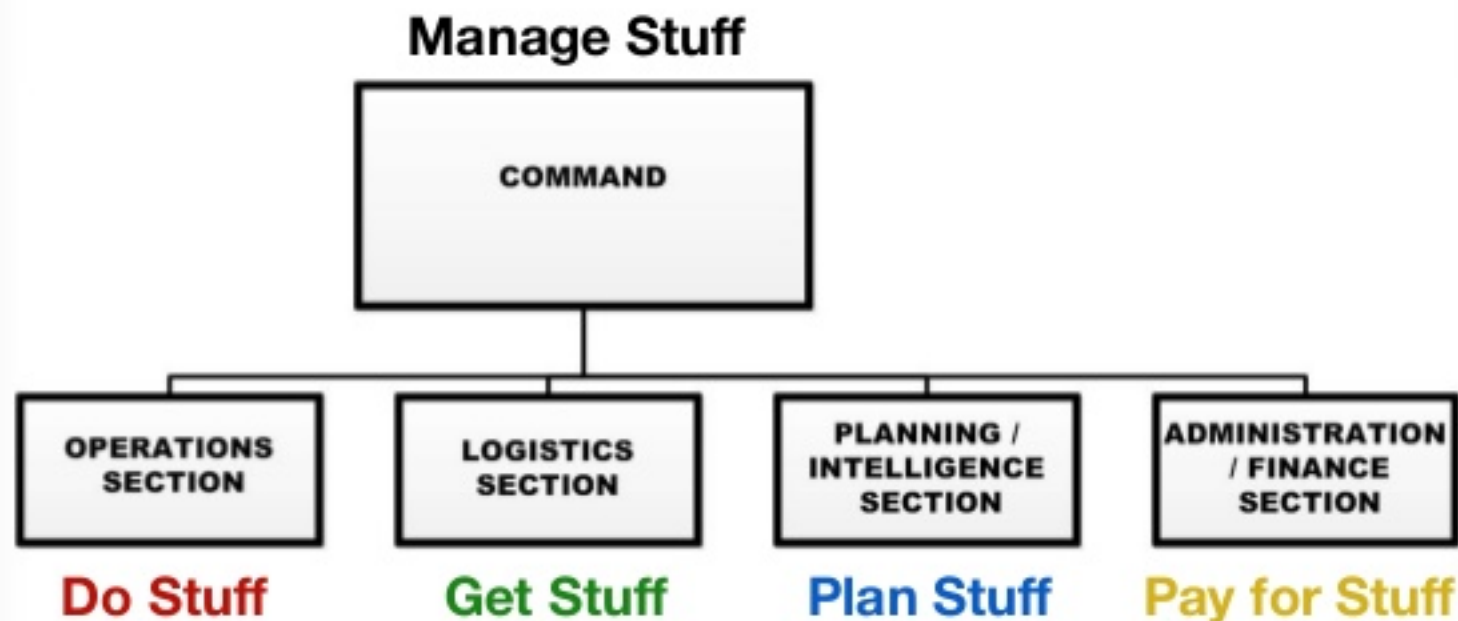 Manage Stuff
COMMAND
OPERATIONS
SECTION
LOGISTICS
SECTION
PLANNING /
INTELLIGENCE
SECTION
ADMINISTRATION
/ FINANCE
SECTION
Do Stuff
Get Stuff
Plan Stuff
Pay for Stuff